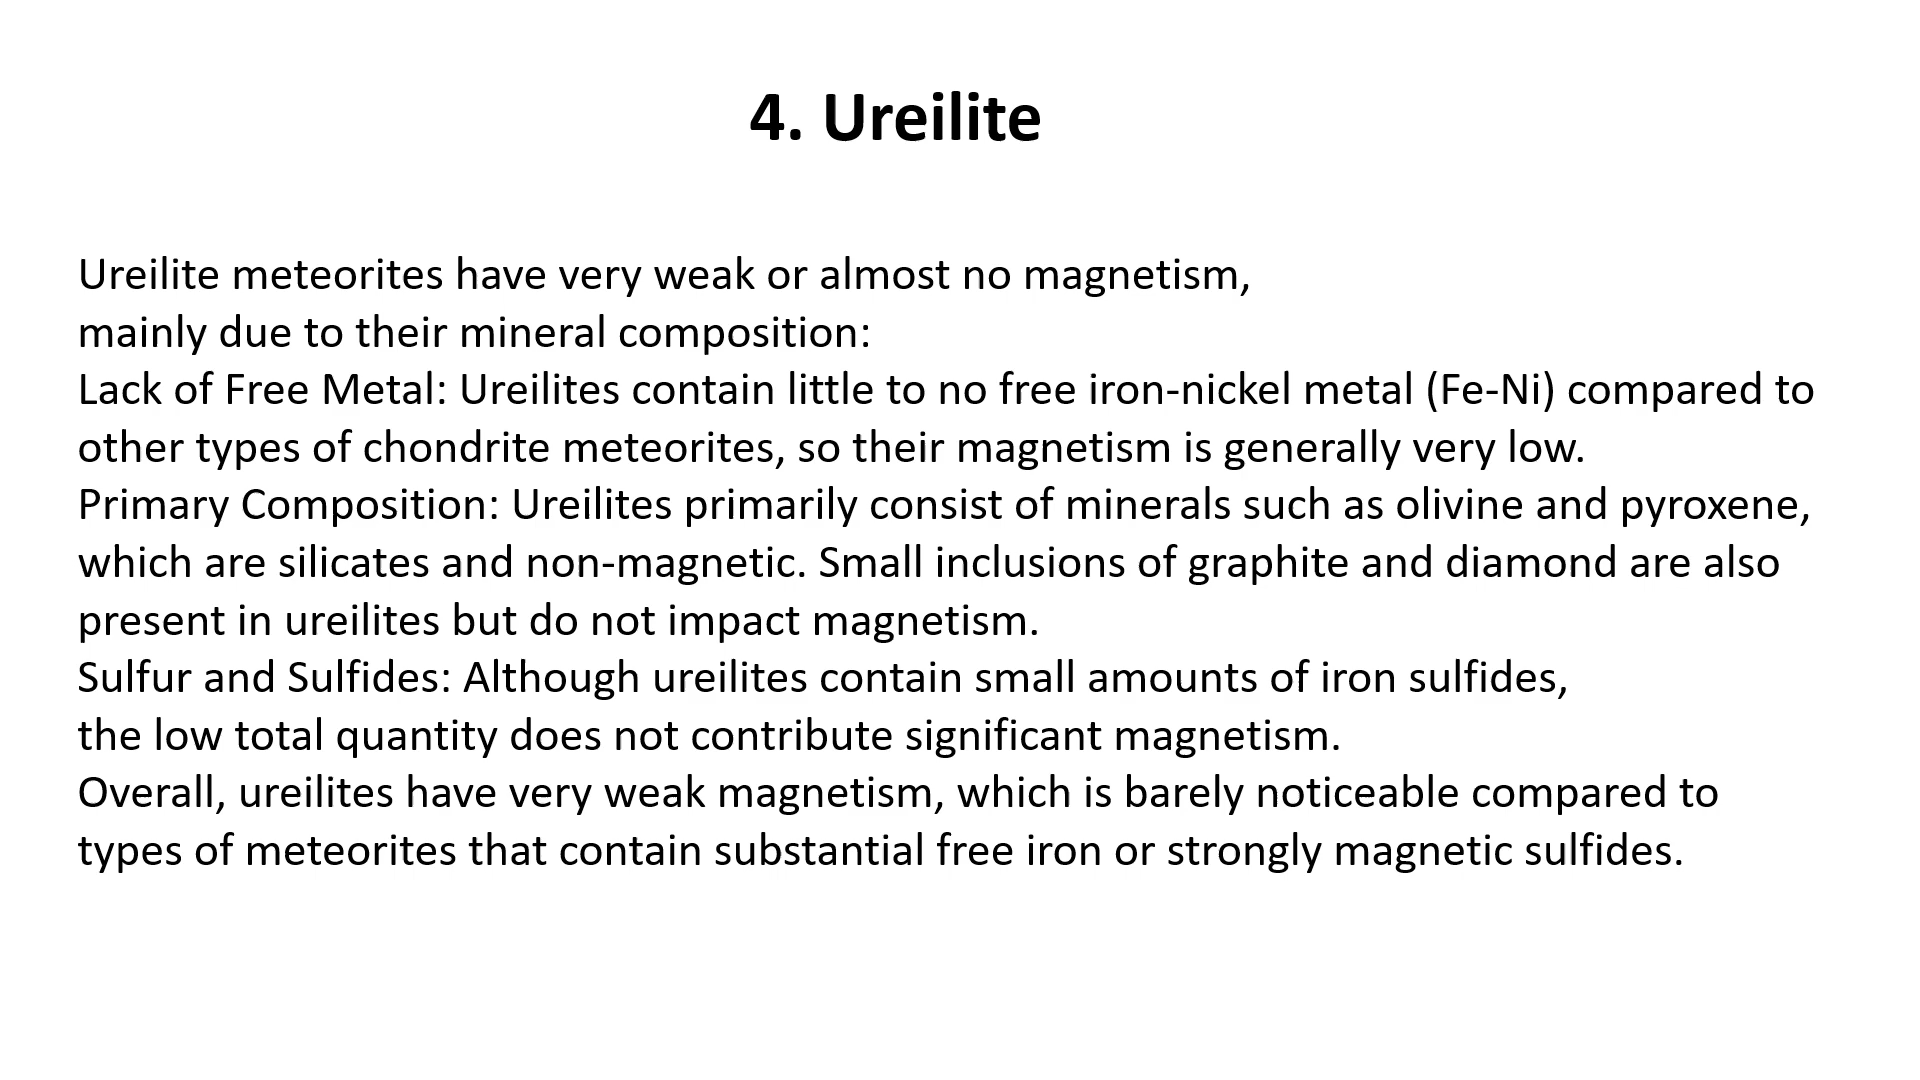 4. Ureilite
Ureilite meteorites have very weak or almost no magnetism,
mainly due to their mineral composition:
Lack of Free Metal: Ureilites contain little to no free iron-nickel metal (Fe-Ni) compared to
other types of chondrite meteorites, so their magnetism is generally very low.
Primary Composition: Ureilites primarily consist of minerals such as olivine and pyroxene,
which are silicates and non-magnetic. Small inclusions of graphite and diamond are also
present in ureilites but do not impact magnetism.
Sulfur and Sulfides: Although ureilites contain small amounts of iron sulfides,
the low total quantity does not contribute significant magnetism.
Overall, ureilites have very weak magnetism, which is barely noticeable compared to
types of meteorites that contain substantial free iron or strongly magnetic sulfides.